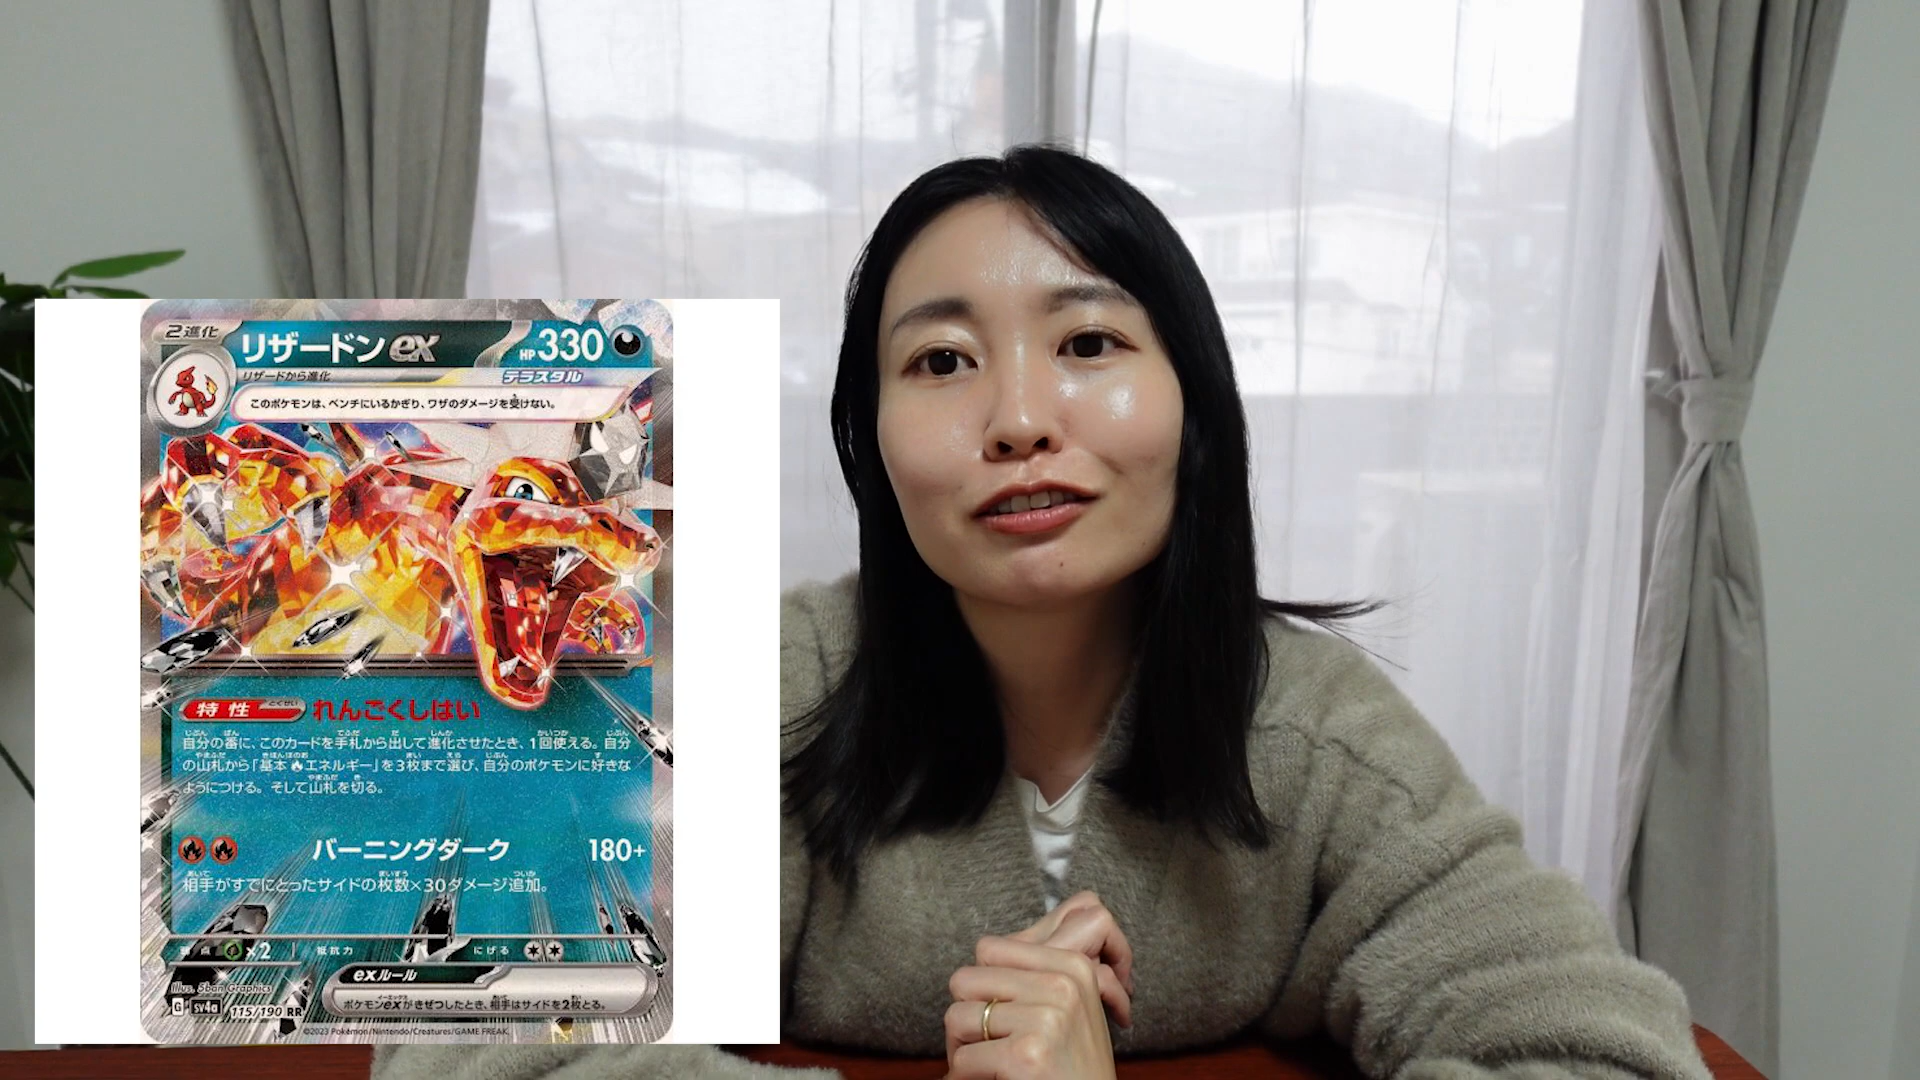 2進化
リザードンex
HP330
リザードから進化
テラスタル
このポケモンは、ベンチにいるかぎり、ワザのダメージを受けない。
特性 とくせい れんごくしはい
自分の番に、このカードを手札から出して進化させたとき、1回使える。自分
の山札から「基本エネルギー」を3枚まで選び、自分のポケモンに好きな
ようにつける。そして山札を切る。
バーニングダーク 180+
相手がすでにとったサイドの枚数×30ダメージ追加。
弱点 ×2 抵抗力 にげる
exルール
ポケモンexがきぜつしたとき、相手はサイドを2枚とる。
Illus. 5ban Graphics
G SV4a 115/190 RR
©2023 Pokémon/Nintendo/Creatures/GAME FREAK.